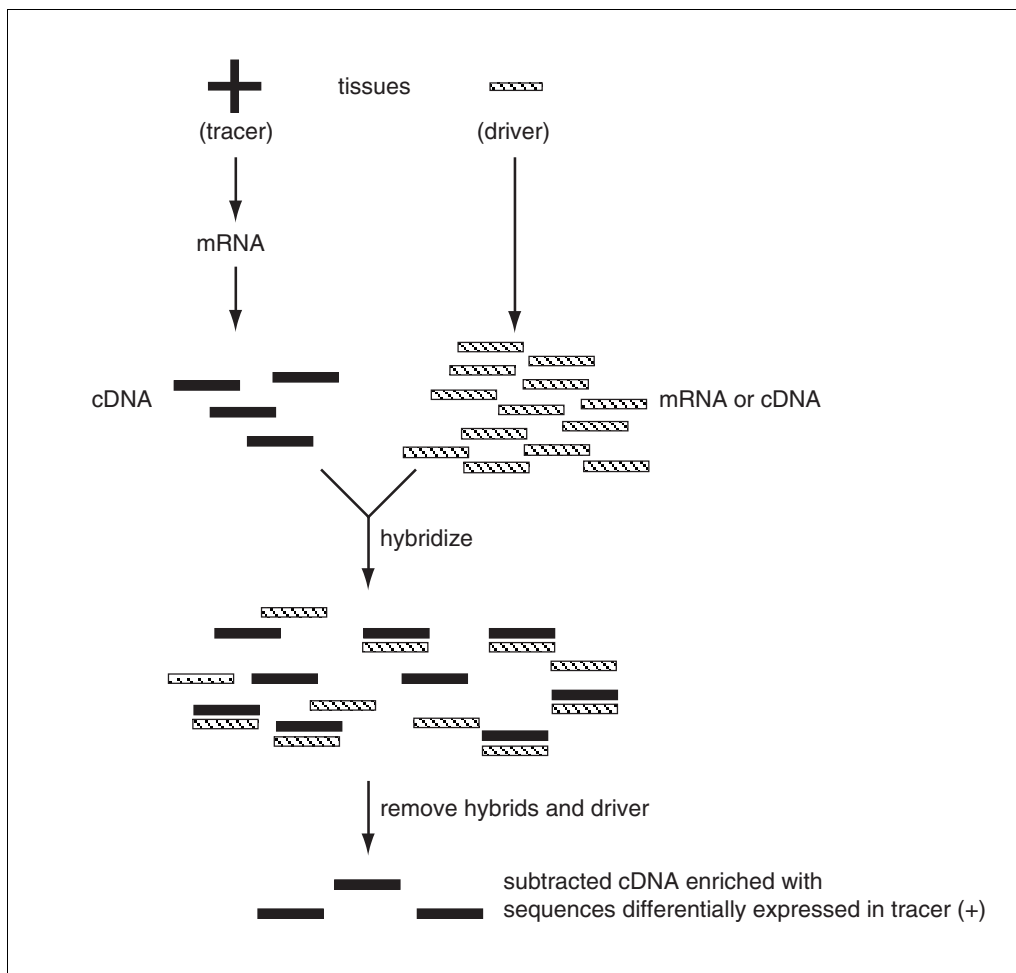 tissues
(tracer)
(driver)
mRNA
cDNA
mRNA or cDNA
hybridize
remove hybrids and driver
subtracted cDNA enriched with
sequences differentially expressed in tracer (+)